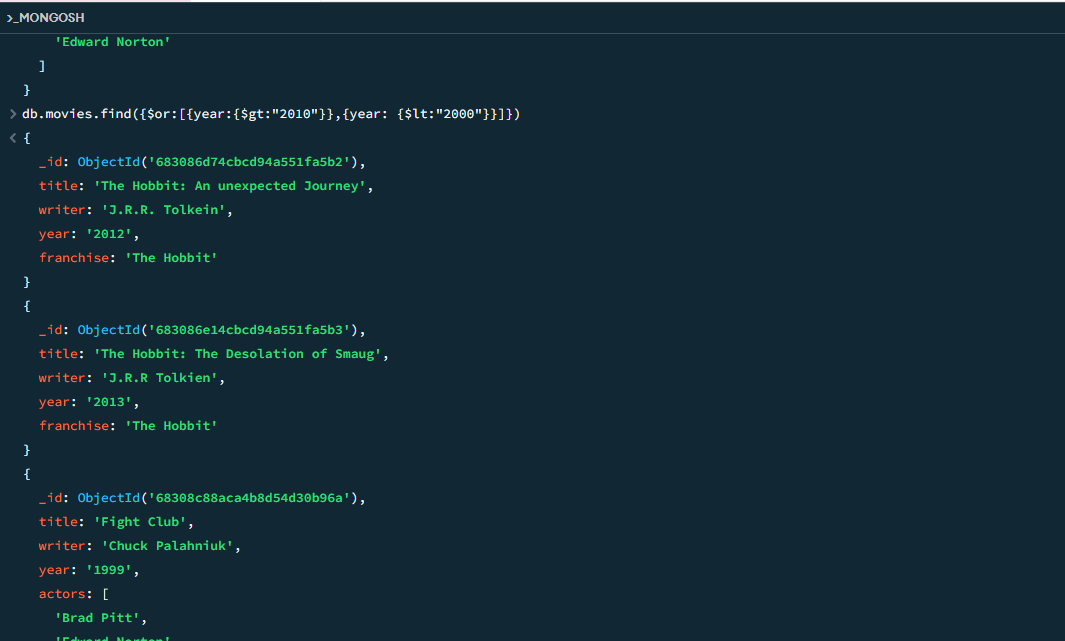 >_MONGOSH
'Edward Norton'
]
}
> db.movies.find({$or:[{year:{$gt:"2010"}},{year: {$lt:"2000"}}]})
< {
_id: ObjectId('683086d74cbcd94a551fa5b2'),
title: 'The Hobbit: An unexpected Journey',
writer: 'J.R.R. Tolkein',
year: '2012',
franchise: 'The Hobbit'
}
{
_id: ObjectId('683086e14cbcd94a551fa5b3'),
title: 'The Hobbit: The Desolation of Smaug',
writer: 'J.R.R Tolkien',
year: '2013',
franchise: 'The Hobbit'
}
{
_id: ObjectId('68308c88aca4b8d54d30b96a'),
title: 'Fight Club',
writer: 'Chuck Palahniuk',
year: '1999',
actors: [
'Brad Pitt',
'Edward Norton'